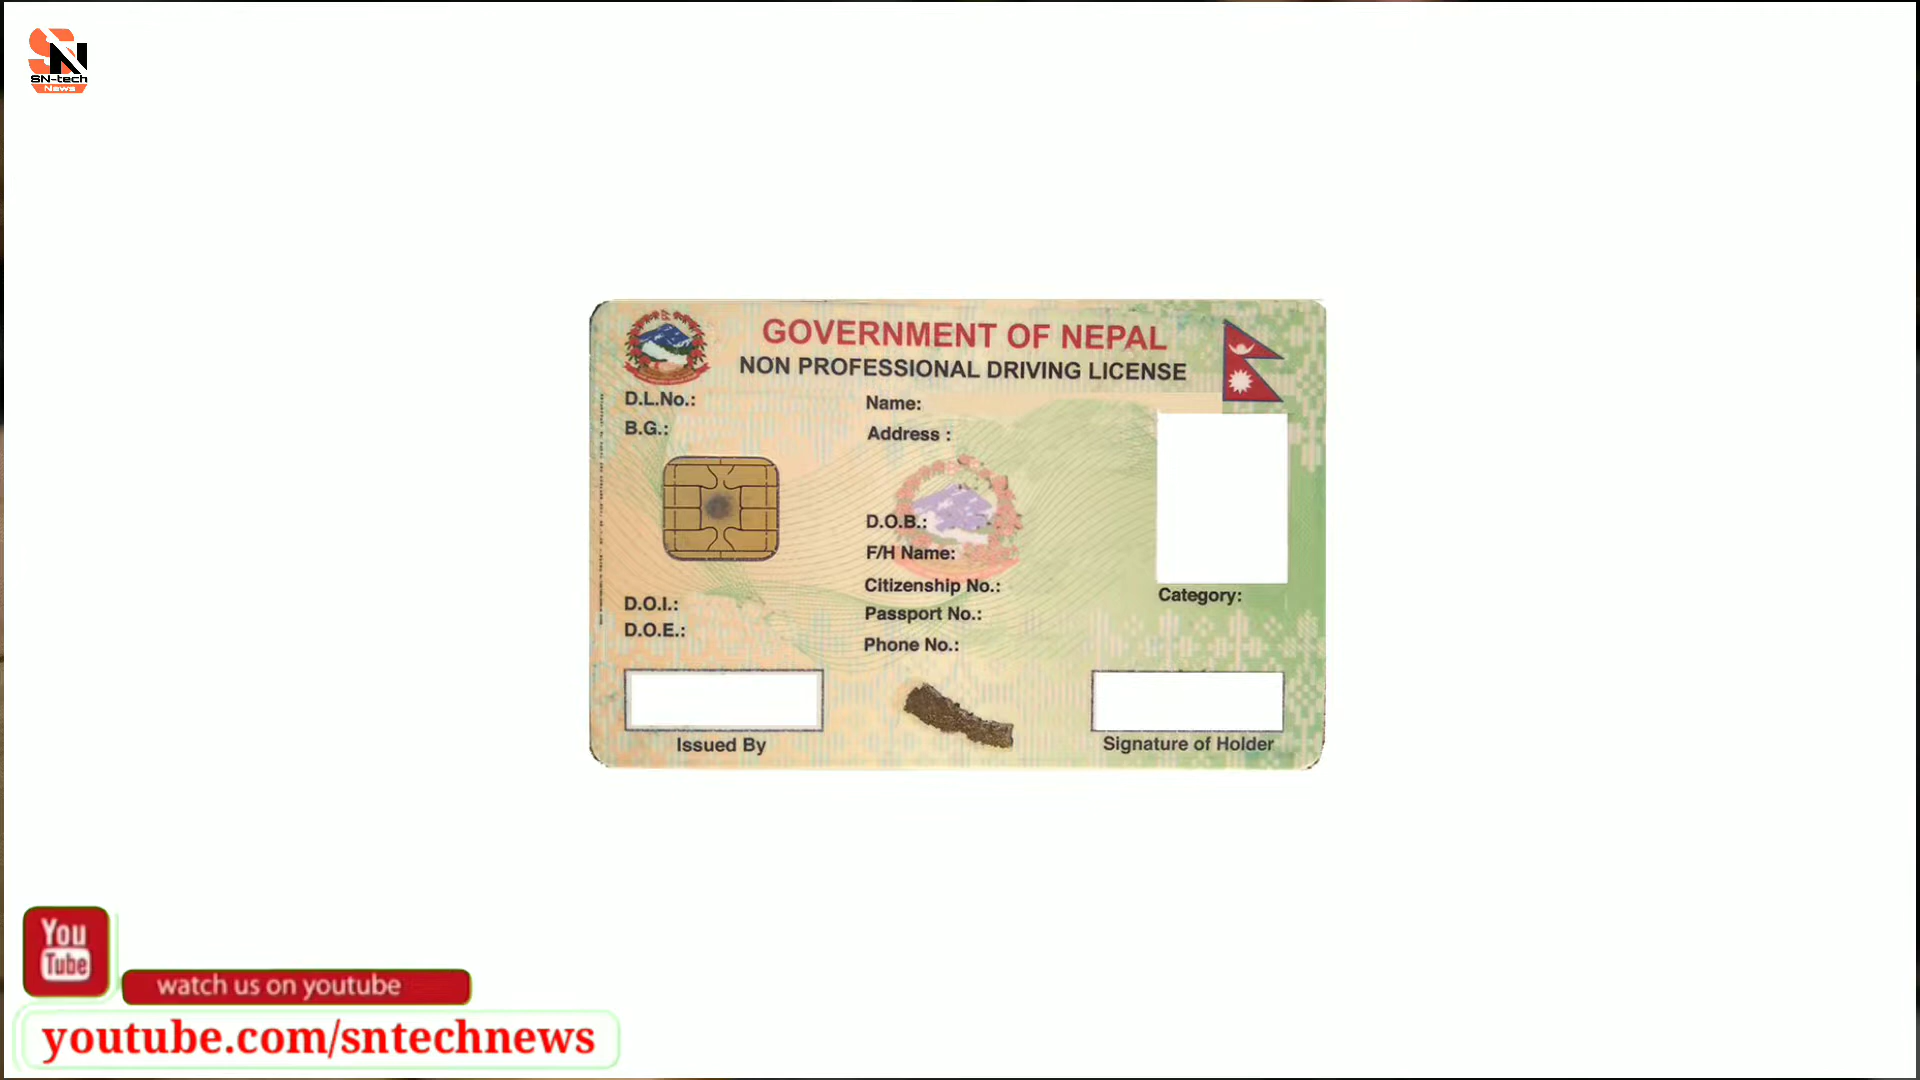 SN
SN-tech
News
GOVERNMENT OF NEPAL
NON PROFESSIONAL DRIVING LICENSE
D.L.No.:
B.G.:
Name:
Address :
D.O.B.:
F/H Name:
Citizenship No.:
Passport No.:
Phone No.:
Category:
D.O.I.:
D.O.E.:
Issued By
Signature of Holder
You
Tube
watch us on youtube
youtube.com/sntechnews